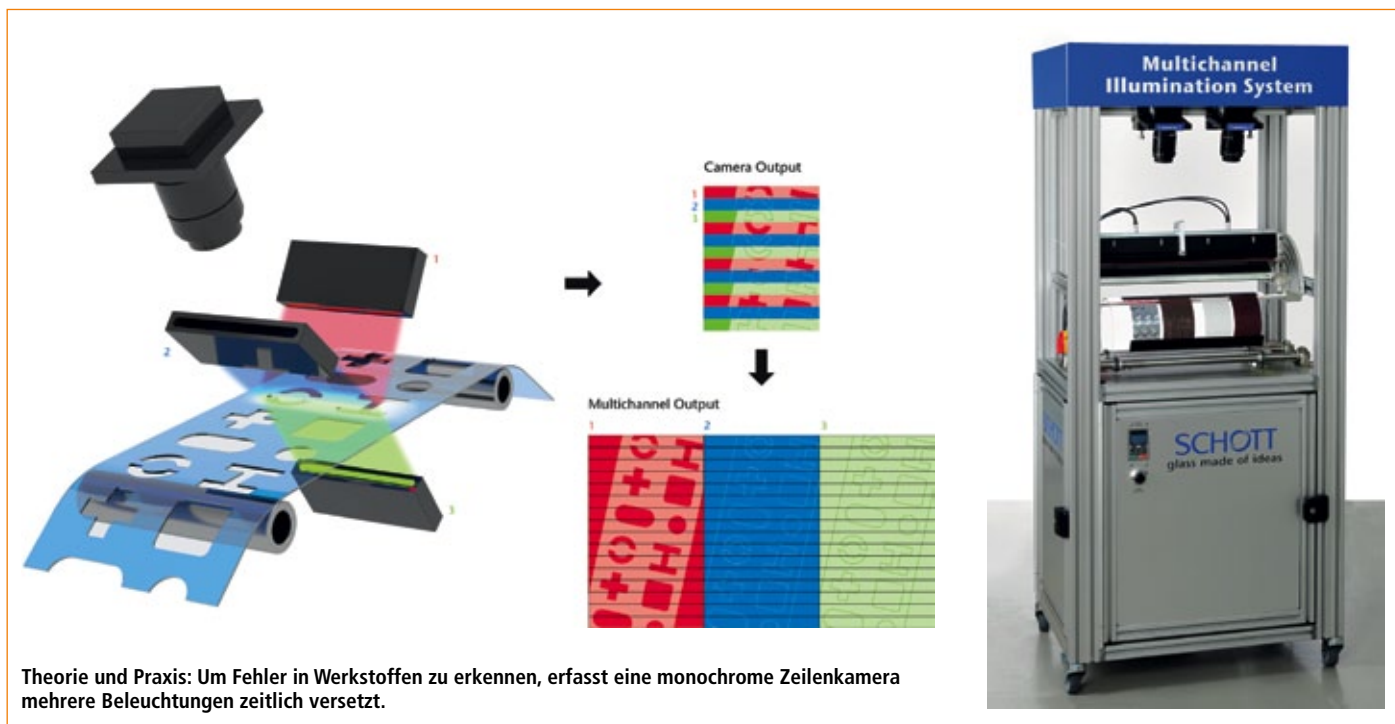 1
2
3
Camera Output
1
2
3
Multichannel Output
1 2 3
Theorie und Praxis: Um Fehler in Werkstoffen zu erkennen, erfasst eine monochrome Zeilenkamera
mehrere Beleuchtungen zeitlich versetzt.
Multichannel
Illumination System
SCHOTT
glass made of ideas